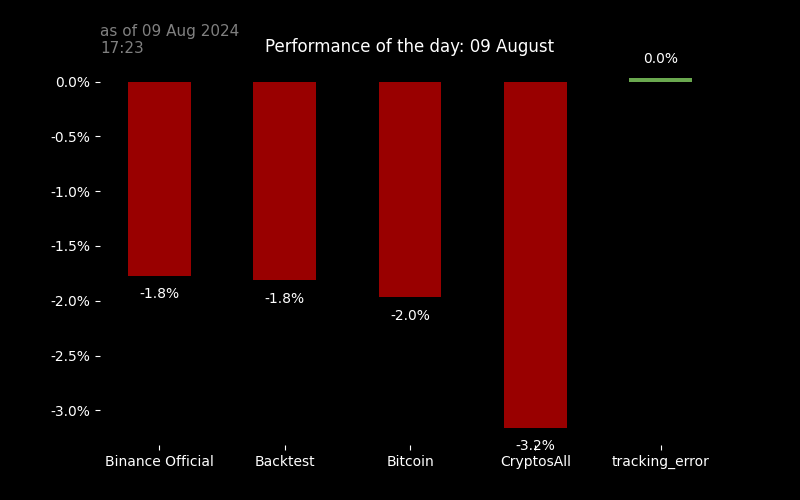 as of 09 Aug 2024
17:23
Performance of the day: 09 August
0.0%
0.0%
-0.5%
-1.0%
-1.5%
-2.0%
-2.5%
-3.0%
-1.8%
-1.8%
-2.0%
-3.2%
Binance Official
Backtest
Bitcoin
CryptosAll
tracking_error